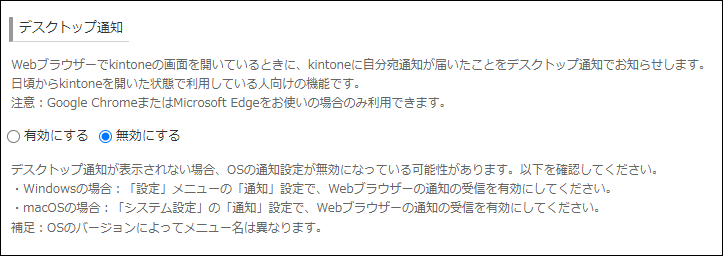 デスクトップ通知
Webブラウザーでkintoneの画面を開いているときに、kintoneに自分宛通知が届いたことをデスクトップ通知でお知らせします。
日頃からkintoneを開いた状態で利用している人向けの機能です。
注意：Google ChromeまたはMicrosoft Edgeをお使いの場合のみ利用できます。
有効にする 無効にする
デスクトップ通知が表示されない場合、OSの通知設定が無効になっている可能性があります。以下を確認してください。
・Windowsの場合：「設定」メニューの「通知」設定で、Webブラウザーの通知の受信を有効にしてください。
・macOSの場合：「システム設定」の「通知」設定で、Webブラウザーの通知の受信を有効にしてください。
補足：OSのバージョンによってメニュー名は異なります。